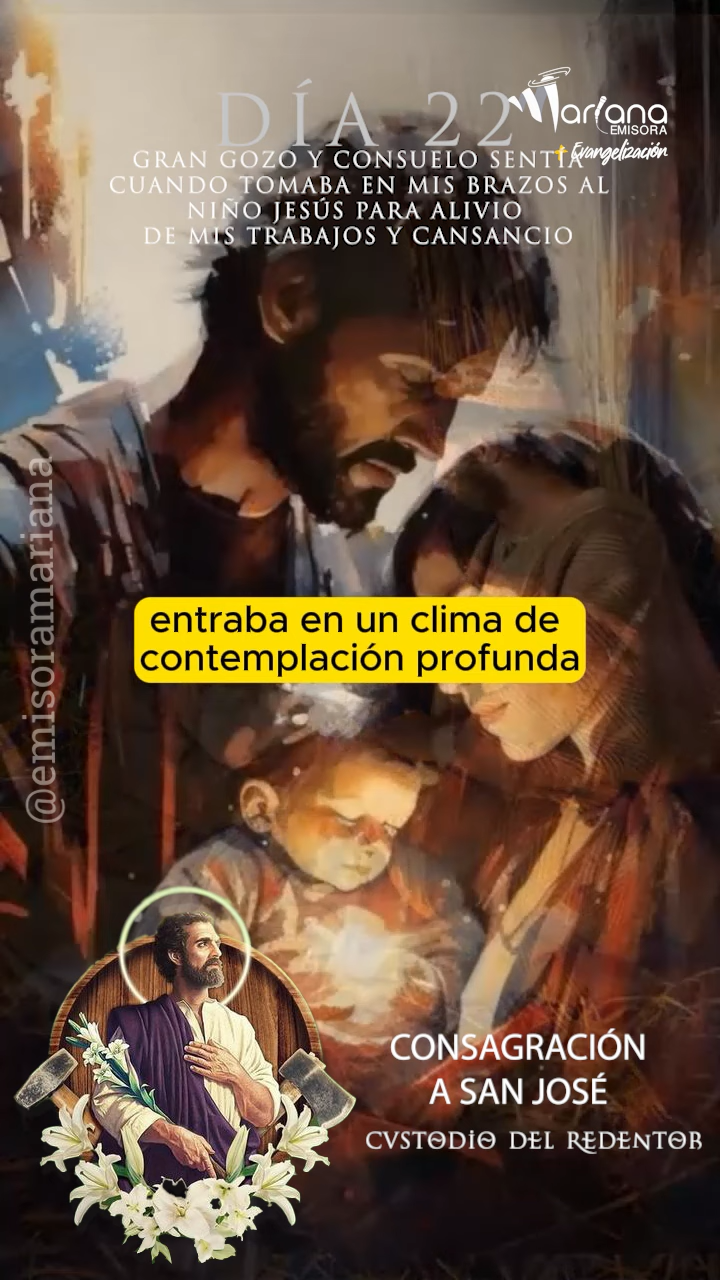 DÍA 22
Mariana
EMISORA
+ Evangelización
GRAN GOZO Y CONSUELO SENTÍA
CUANDO TOMABA EN MIS BRAZOS AL
NIÑO JESÚS PARA ALIVIO
DE MIS TRABAJOS Y CANSANCIO
@emisoramariana
entraba en un clima de
contemplación profunda
CONSAGRACIÓN
A SAN JOSÉ
CVSTODIO DEL REDENTOR